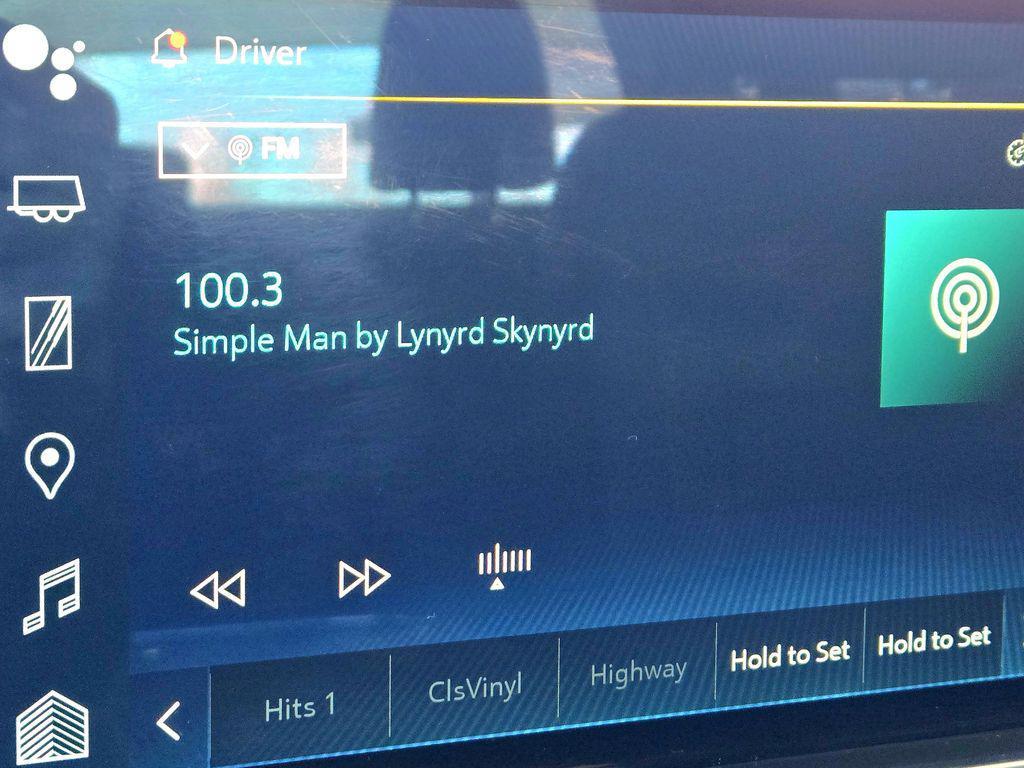 Driver
FM
100.3
Simple Man by Lynyrd Skynyrd
Hits 1
ClsVinyl
Highway
Hold to Set
Hold to Set